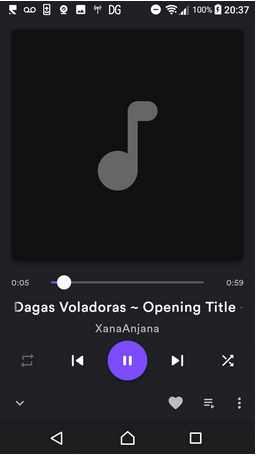 DG 100% 20:37
0:05 0:59
Dagas Voladoras ~ Opening Title
XanaAnjana